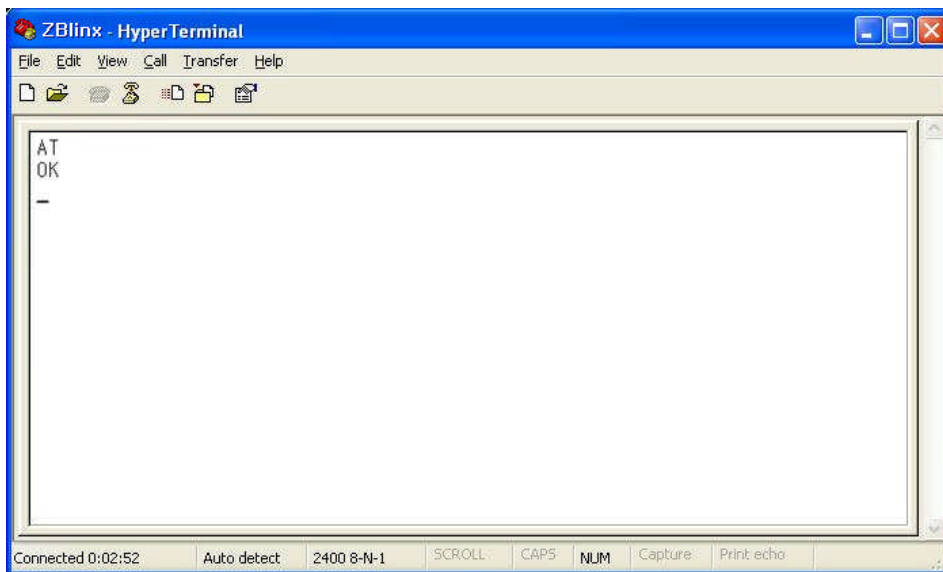 ZBlinx - HyperTerminal
File Edit View Call Transfer Help
AT
OK
Connected 0:02:52 Auto detect 2400 8-N-1 SCROLL CAPS NUM Capture Print echo